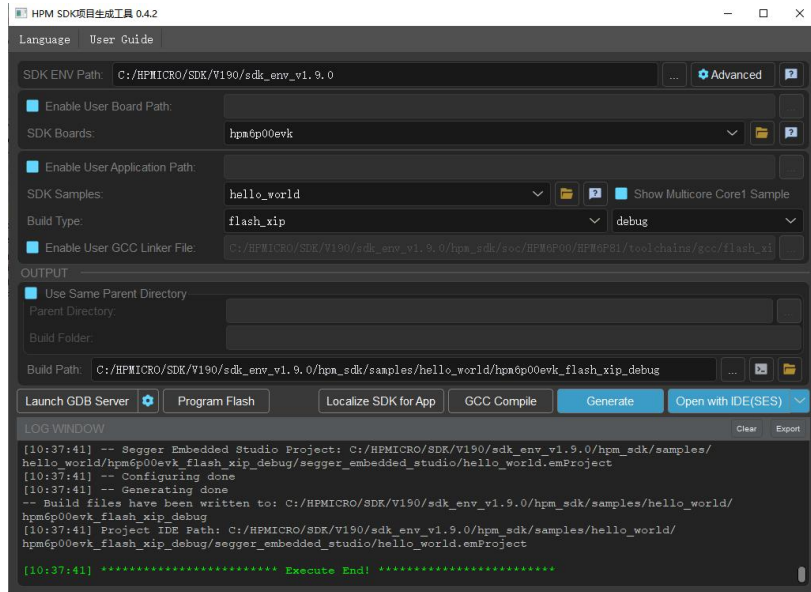 HPM SDK项目生成工具 0.4.2
Language User Guide
SDK ENV Path: C:/HPMICRO/SDK/V190/sdk_env_v1.9.0 ... Advanced
Enable User Board Path: ...
SDK Boards: hpm6p00evk
Enable User Application Path: ...
SDK Samples: hello_world Show Multicore Core1 Sample
Build Type: flash_xip debug
Enable User GCC Linker File: C:/HPMICRO/SDK/V190/sdk_env_v1.9.0/hpm_sdk/soc/HPM6P00/HPM6P81/toolchains/gcc/flash_xi ...
OUTPUT
Use Same Parent Directory
Parent Directory: ...
Build Folder:
Build Path: C:/HPMICRO/SDK/V190/sdk_env_v1.9.0/hpm_sdk/samples/hello_world/hpm6p00evk_flash_xip_debug ...
Launch GDB Server Program Flash Localize SDK for App GCC Compile Generate Open with IDE(SES)
LOG WINDOW Clear Export
[10:37:41] -- Segger Embedded Studio Project: C:/HPMICRO/SDK/V190/sdk_env_v1.9.0/hpm_sdk/samples/
hello_world/hpm6p00evk_flash_xip_debug/segger_embedded_studio/hello_world.emProject
[10:37:41] -- Configuring done
[10:37:41] -- Generating done
-- Build files have been written to: C:/HPMICRO/SDK/V190/sdk_env_v1.9.0/hpm_sdk/samples/hello_world/
hpm6p00evk_flash_xip_debug
[10:37:41] Project IDE Path: C:/HPMICRO/SDK/V190/sdk_env_v1.9.0/hpm_sdk/samples/hello_world/
hpm6p00evk_flash_xip_debug/segger_embedded_studio/hello_world.emProject
[10:37:41] ************************* Execute End! *************************